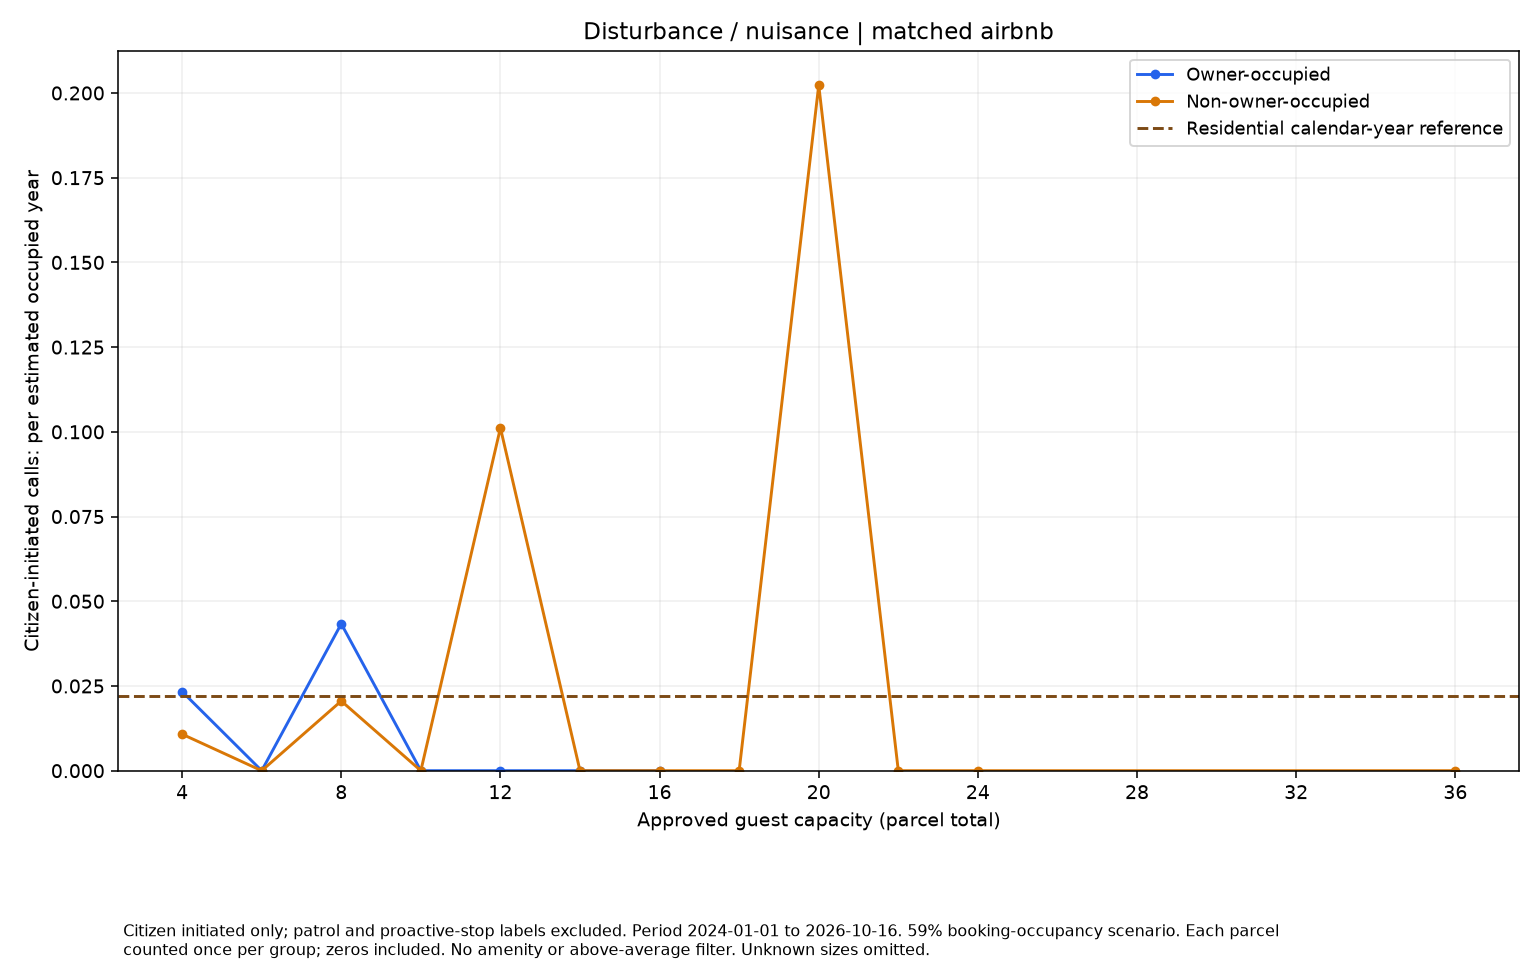 Disturbance / nuisance | matched airbnb
Owner-occupied
Non-owner-occupied
Residential calendar-year reference
Citizen-initiated calls: per estimated occupied year
0.200
0.175
0.150
0.125
0.100
0.075
0.050
0.025
0.000
4 8 12 16 20 24 28 32 36
Approved guest capacity (parcel total)
Citizen initiated only; patrol and proactive-stop labels excluded. Period 2024-01-01 to 2026-10-16. 59% booking-occupancy scenario. Each parcel
counted once per group; zeros included. No amenity or above-average filter. Unknown sizes omitted.